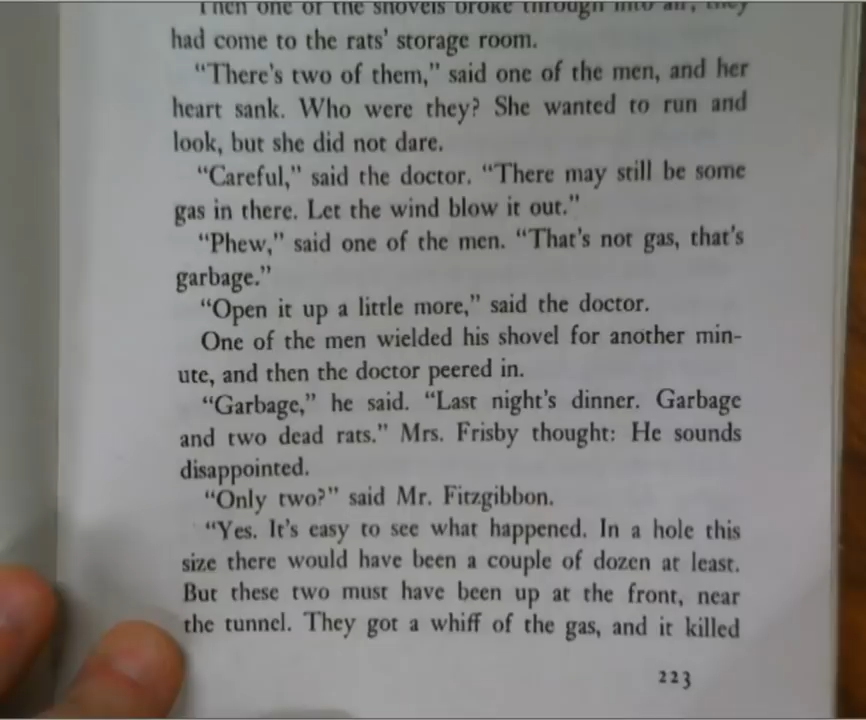 Then one of the shovels broke through into air; they
had come to the rats' storage room.
“There's two of them,” said one of the men, and her
heart sank. Who were they? She wanted to run and
look, but she did not dare.
“Careful,” said the doctor. “There may still be some
gas in there. Let the wind blow it out.”
“Phew,” said one of the men. “That's not gas, that's
garbage.”
“Open it up a little more,” said the doctor.
One of the men wielded his shovel for another min-
ute, and then the doctor peered in.
“Garbage,” he said. “Last night's dinner. Garbage
and two dead rats.” Mrs. Frisby thought: He sounds
disappointed.
“Only two?” said Mr. Fitzgibbon.
“Yes. It's easy to see what happened. In a hole this
size there would have been a couple of dozen at least.
But these two must have been up at the front, near
the tunnel. They got a whiff of the gas, and it killed
223